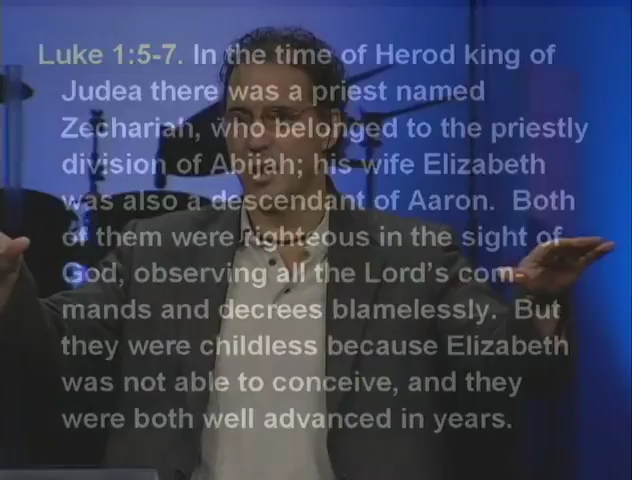 Luke 1:5-7. In the time of Herod king of
Judea there was a priest named
Zechariah, who belonged to the priestly
division of Abijah; his wife Elizabeth
was also a descendant of Aaron.  Both
of them were righteous in the sight of
God, observing all the Lord's com-
mands and decrees blamelessly.  But
they were childless because Elizabeth
was not able to conceive, and they
were both well advanced in years.